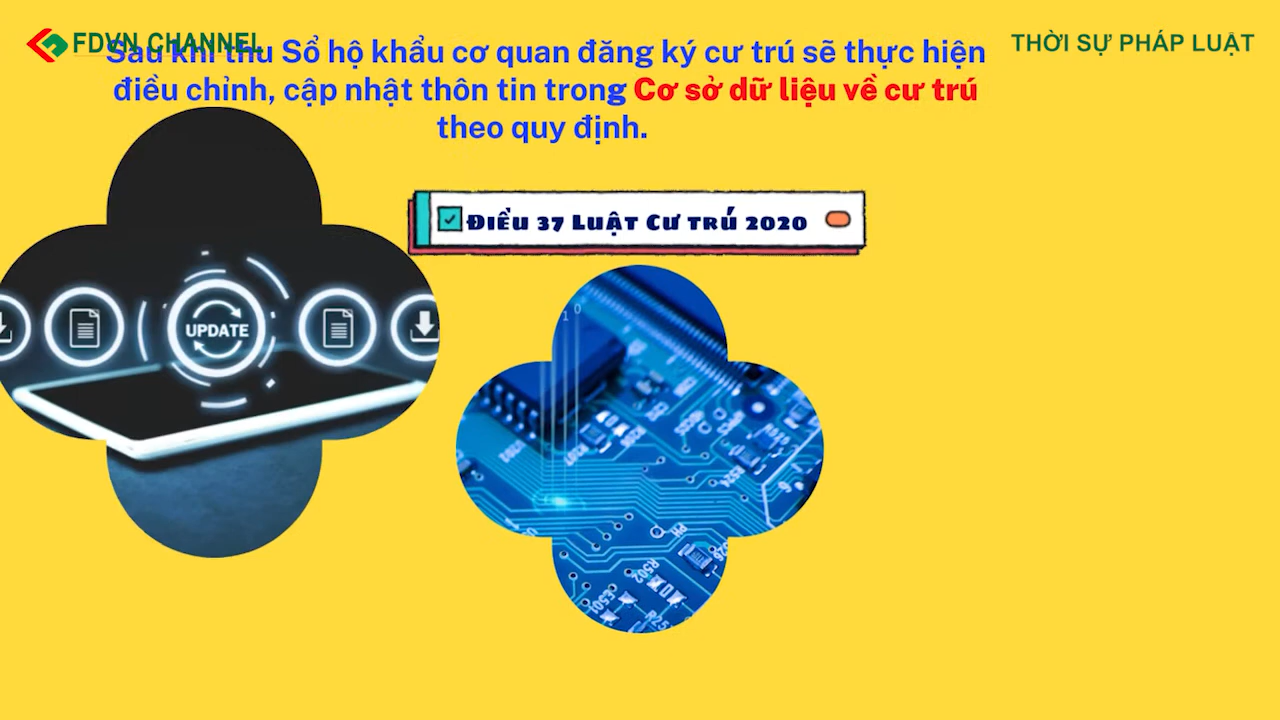 FDVN CHANNEL
THỜI SỰ PHÁP LUẬT
Sau khi thu Sổ hộ khẩu cơ quan đăng ký cư trú sẽ thực hiện
điều chỉnh, cập nhật thôn tin trong Cơ sở dữ liệu về cư trú
theo quy định.
Điều 37 Luật Cư trú 2020
UPDATE